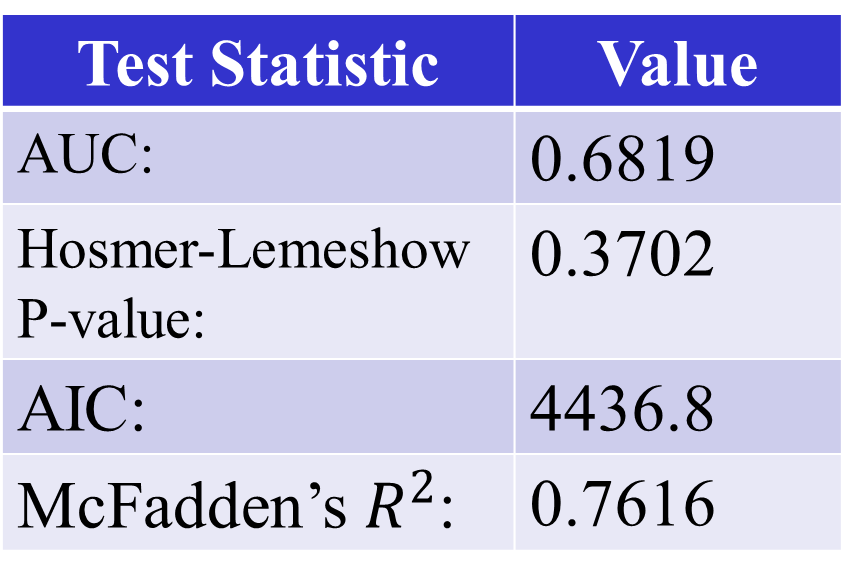 Test Statistic Value
AUC: 0.6819
Hosmer-Lemeshow 0.3702
P-value:
AIC: 4436.8
McFadden’s 𝑅²: 0.7616